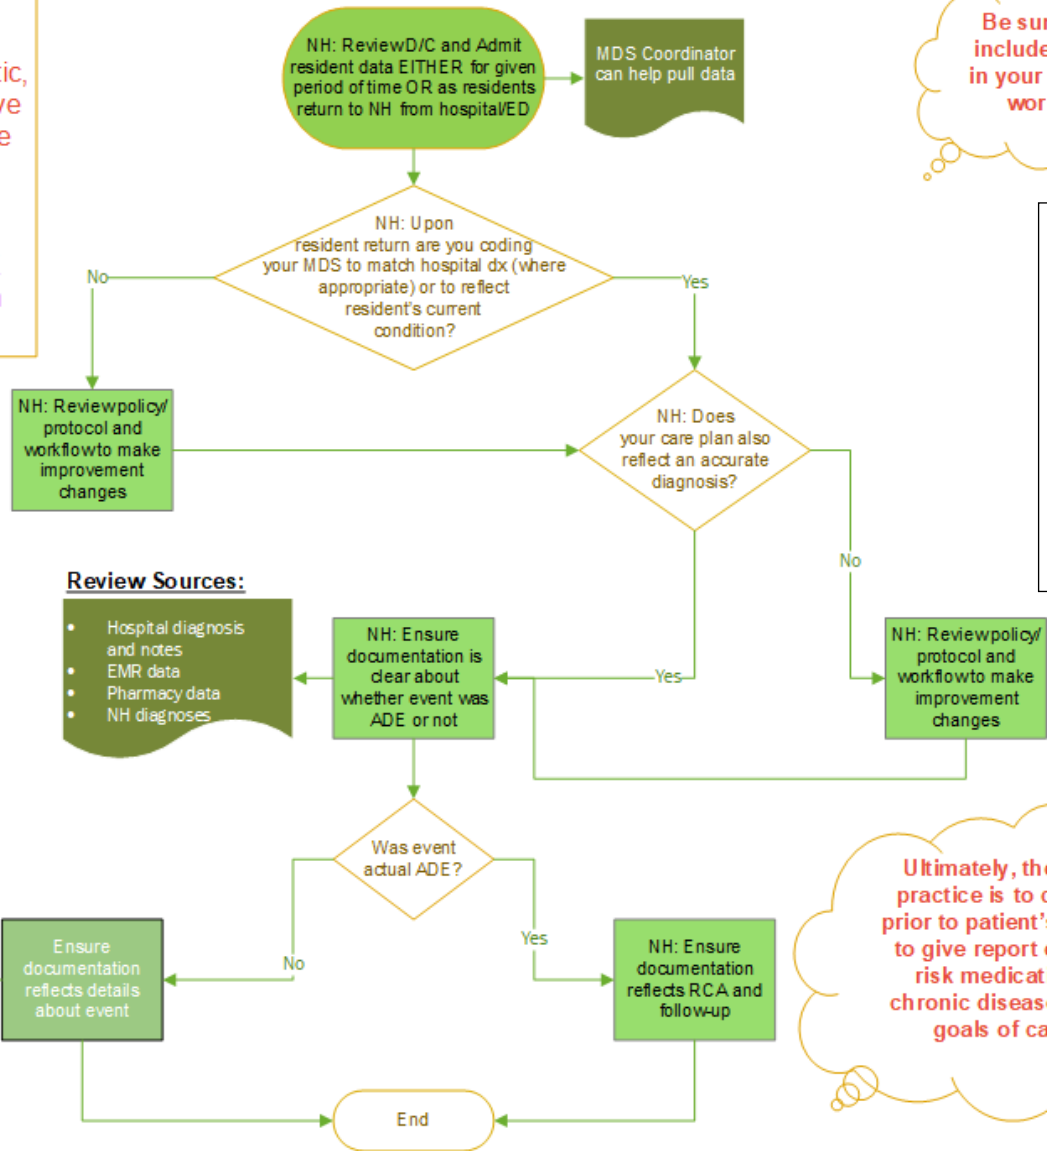 NH: ReviewD/C and Admit
resident data EITHER for given
period of time OR as residents
return to NH from hospital/ED
MDS Coordinator
can help pull data
Be sur
include
in your
wor
tic,
ve
e
NH: Upon
resident return are you coding
your MDS to match hospital dx (where
appropriate) or to reflect
resident's current
condition?
No
Yes
NH: Reviewpolicy/
protocol and
workflowto make
improvement
changes
NH: Does
your care plan also
reflect an accurate
diagnosis?
No
Yes
Review Sources:
• Hospital diagnosis
and notes
• EMR data
• Pharmacy data
• NH diagnoses
NH: Ensure
documentation is
clear about
whether event was
ADE or not
NH: Reviewpolicy/
protocol and
workflowto make
improvement
changes
Was event
actual ADE?
No
Yes
Ensure
documentation
reflects details
about event
NH: Ensure
documentation
reflects RCA and
follow-up
Ultimately, the
practice is to c
prior to patient's
to give report
risk medicat
chronic diseas
goals of ca
End